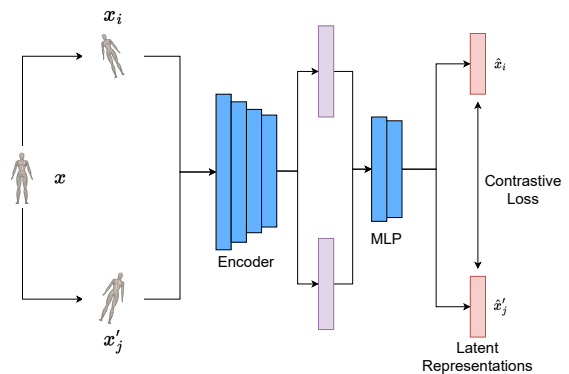 x_i
x̂_i
x
Contrastive
Loss
MLP
Encoder
x̂′_j
x′_j
Latent
Representations